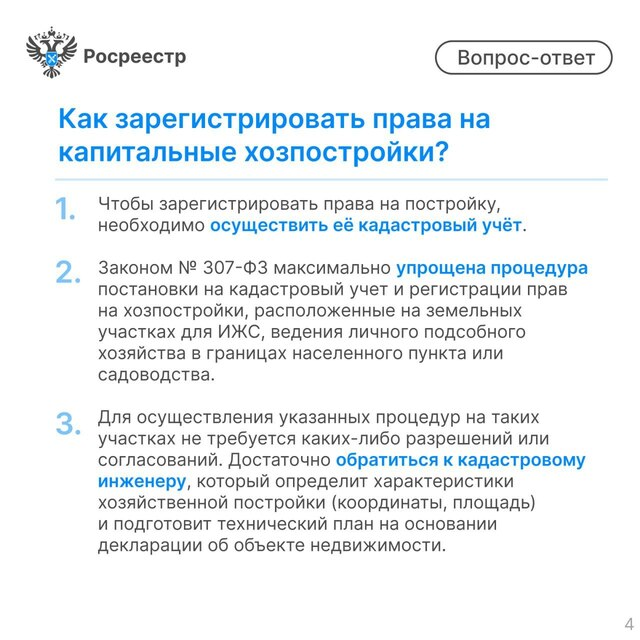 Росреестр
Вопрос-ответ
Как зарегистрировать права на
капитальные хозпостройки?
1. Чтобы зарегистрировать права на постройку,
необходимо осуществить её кадастровый учёт.
2. Законом № 307-ФЗ максимально упрощена процедура
постановки на кадастровый учет и регистрации прав
на хозпостройки, расположенные на земельных
участках для ИЖС, ведения личного подсобного
хозяйства в границах населенного пункта или
садоводства.
3. Для осуществления указанных процедур на таких
участках не требуется каких-либо разрешений или
согласований. Достаточно обратиться к кадастровому
инженеру, который определит характеристики
хозяйственной постройки (координаты, площадь)
и подготовит технический план на основании
декларации об объекте недвижимости.
4